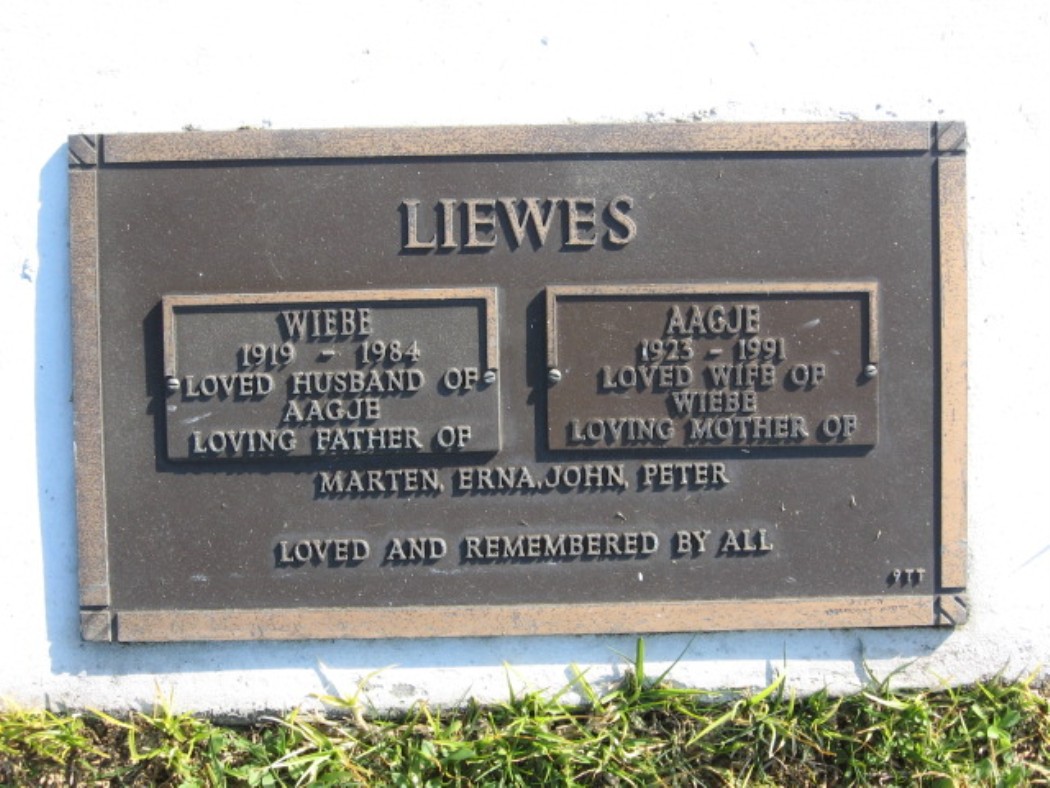 LIEWES
WIEBE
1919 - 1984
LOVED HUSBAND OF
AAGJE
LOVING FATHER OF
AAGJE
1923 - 1991
LOVED WIFE OF
WIEBE
LOVING MOTHER OF
MARTEN, ERNA, JOHN, PETER
LOVED AND REMEMBERED BY ALL
9TT